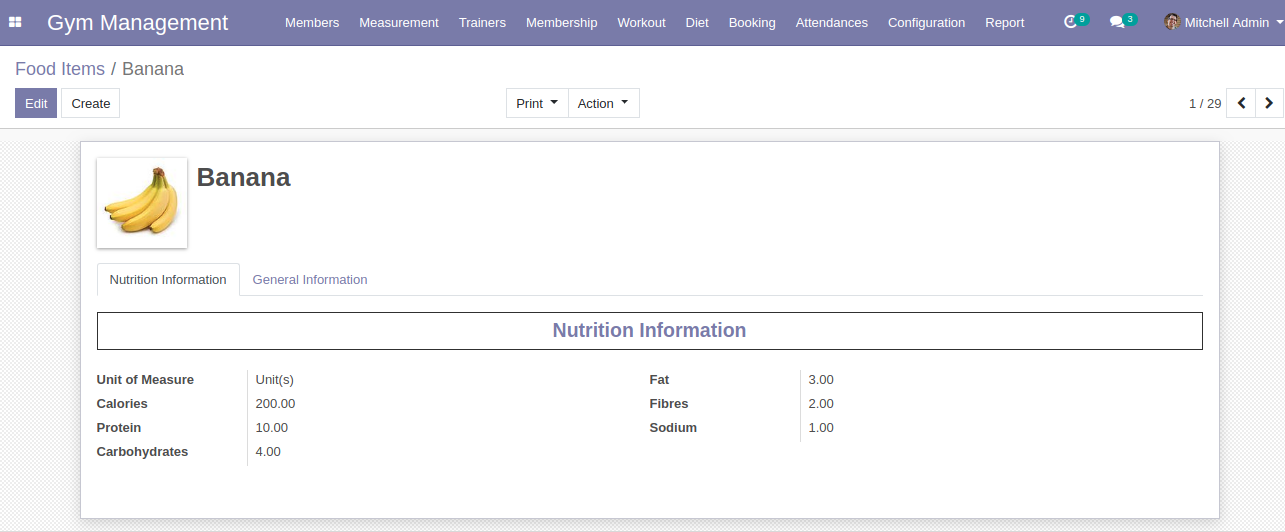 Gym Management Members Measurement Trainers Membership Workout Diet Booking Attendances Configuration Report 9 3 Mitchell Admin
Food Items / Banana
Edit Create Print Action 1 / 29
Banana
Nutrition Information General Information
Nutrition Information
Unit of Measure Unit(s) Fat 3.00
Calories 200.00 Fibres 2.00
Protein 10.00 Sodium 1.00
Carbohydrates 4.00